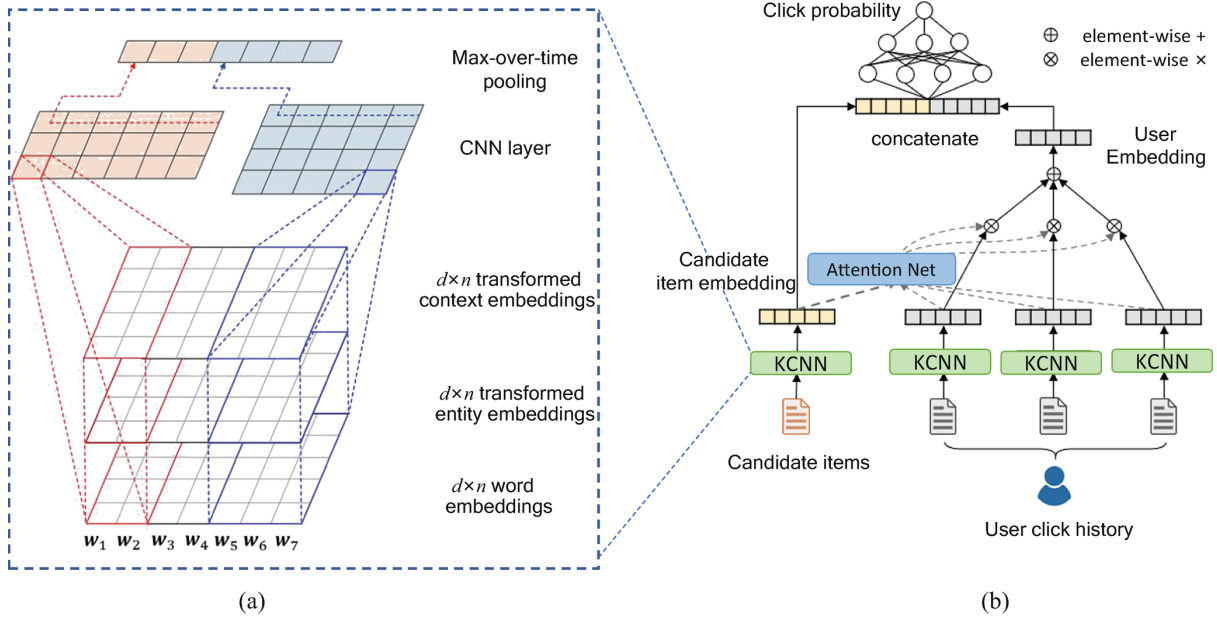 Max-over-time
pooling
CNN layer
d×n transformed
context embeddings
d×n transformed
entity embeddings
d×n word
embeddings
w₁ w₂ w₃ w₄ w₅ w₆ w₇
(a)
Click probability
⊕ element-wise +
⊗ element-wise ×
concatenate
User
Embedding
Candidate
item embedding
Attention Net
KCNN KCNN KCNN KCNN
Candidate items
User click history
(b)